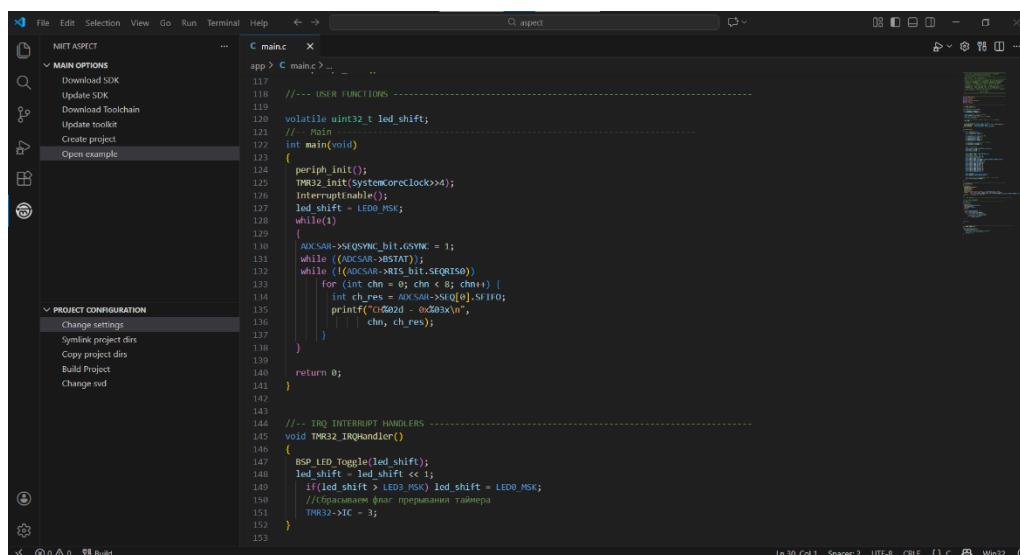 File Edit Selection View Go Run Terminal Help
aspect
NIIET ASPECT
MAIN OPTIONS
Download SDK
Update SDK
Download Toolchain
Update toolkit
Create project
Open example
PROJECT CONFIGURATION
Change settings
Symlink project dirs
Copy project dirs
Build Project
Change svd
C main.c
app > C main.c > ...
117
118 //--- USER FUNCTIONS ----------------------------------------------------------------------
119
120 volatile uint32_t led_shift;
121 //-- Main ----------------------------------------------------------------------
122 int main(void)
123 {
124 periph_init();
125 TMR32_init(SystemCoreClock>>4);
126 InterruptEnable();
127 led_shift = LED0_MSK;
128 while(1)
129 {
130 ADCSAR->SEQSYNC_bit.GSYNC = 1;
131 while ((ADCSAR->BSTAT));
132 while (!(ADCSAR->RIS_bit.SEQRIS0))
133 for (int chn = 0; chn < 8; chn++) {
134 int ch_res = ADCSAR->SEQ[0].SFIFO;
135 printf("CH%02d - 0x%03x\n",
136 chn, ch_res);
137 }
138 }
139
140 return 0;
141 }
142
143
144 //-- IRQ INTERRUPT HANDLERS ---------------------------------------------------------------
145 void TMR32_IRQHandler()
146 {
147 BSP_LED_Toggle(led_shift);
148 led_shift = led_shift << 1;
149 if(led_shift > LED3_MSK) led_shift = LED0_MSK;
150 //Сбрасываем флаг прерывания таймера
151 TMR32->IC = 3;
152 }
153
0 0 Build
Ln 30, Col 1 Spaces: 2 UTF-8 CRLF {} C Win32